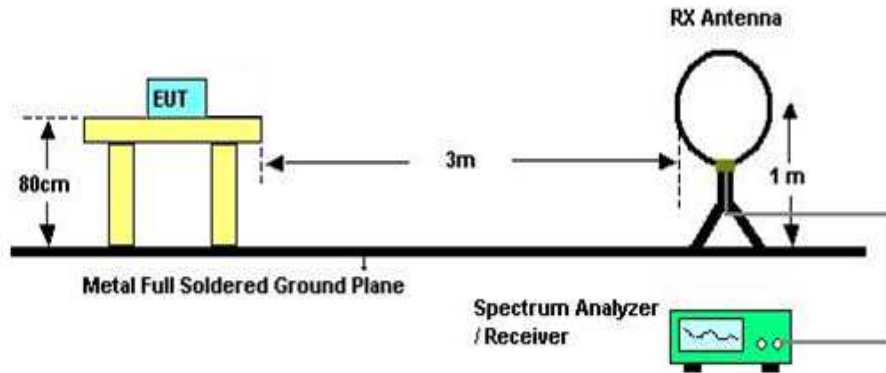 RX Antenna
EUT
80cm
3m
1 m
Metal Full Soldered Ground Plane
Spectrum Analyzer
/ Receiver